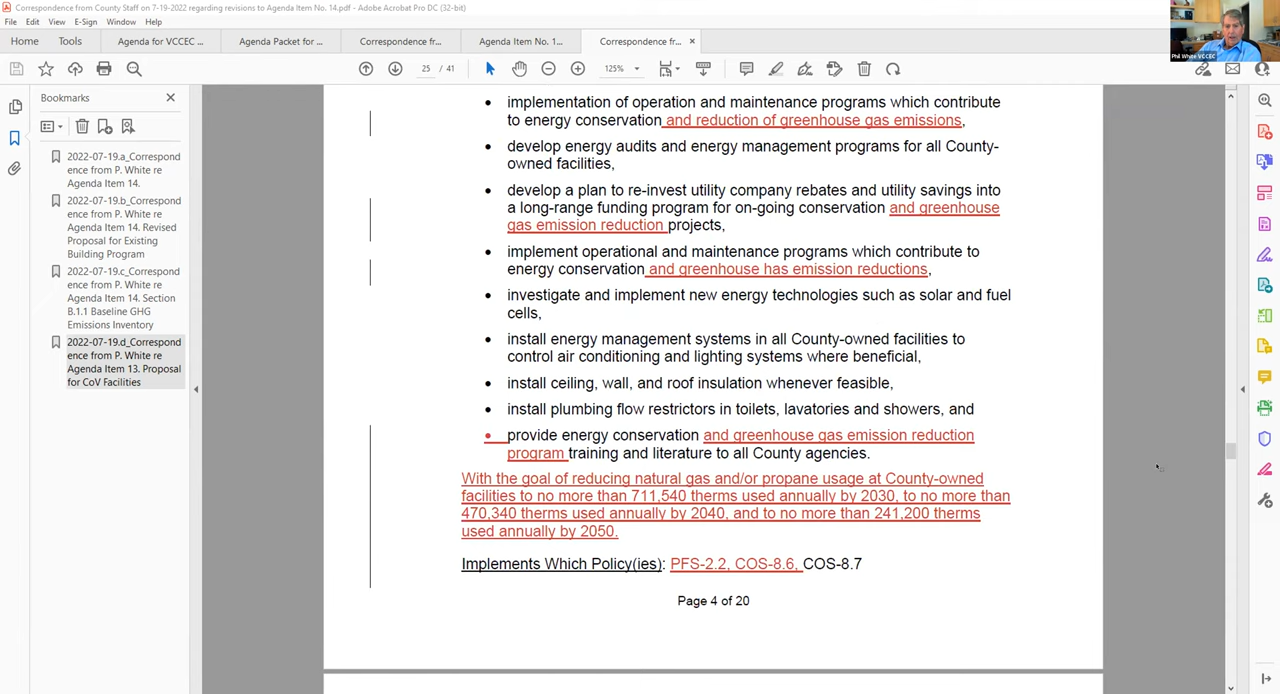 Correspondence from County Staff on 7-19-2022 regarding revisions to Agenda Item No. 14.pdf - Adobe Acrobat Pro DC (32-bit)
File Edit View E-Sign Window Help
Home Tools Agenda for VCCEC ... Agenda Packet for ... Correspondence fr... Agenda Item No. 1... Correspondence fr... ×
25 / 41 125%
Phil White VCCEC
Bookmarks
2022-07-19.a_Correspond
ence from P. White re
Agenda Item 14.
2022-07-19.b_Correspond
ence from P. White re
Agenda Item 14. Revised
Proposal for Existing
Building Program
2022-07-19.c_Correspond
ence from P. White re
Agenda Item 14. Section
B.1.1 Baseline GHG
Emissions Inventory
2022-07-19.d_Correspond
ence from P. White re
Agenda Item 13. Proposal
for CoV Facilities
• implementation of operation and maintenance programs which contribute
to energy conservation and reduction of greenhouse gas emissions,
• develop energy audits and energy management programs for all County-
owned facilities,
• develop a plan to re-invest utility company rebates and utility savings into
a long-range funding program for on-going conservation and greenhouse
gas emission reduction projects,
• implement operational and maintenance programs which contribute to
energy conservation and greenhouse has emission reductions,
• investigate and implement new energy technologies such as solar and fuel
cells,
• install energy management systems in all County-owned facilities to
control air conditioning and lighting systems where beneficial,
• install ceiling, wall, and roof insulation whenever feasible,
• install plumbing flow restrictors in toilets, lavatories and showers, and
• provide energy conservation and greenhouse gas emission reduction
program training and literature to all County agencies.
With the goal of reducing natural gas and/or propane usage at County-owned
facilities to no more than 711,540 therms used annually by 2030, to no more than
470,340 therms used annually by 2040, and to no more than 241,200 therms
used annually by 2050.
Implements Which Policy(ies): PFS-2.2, COS-8.6, COS-8.7
Page 4 of 20